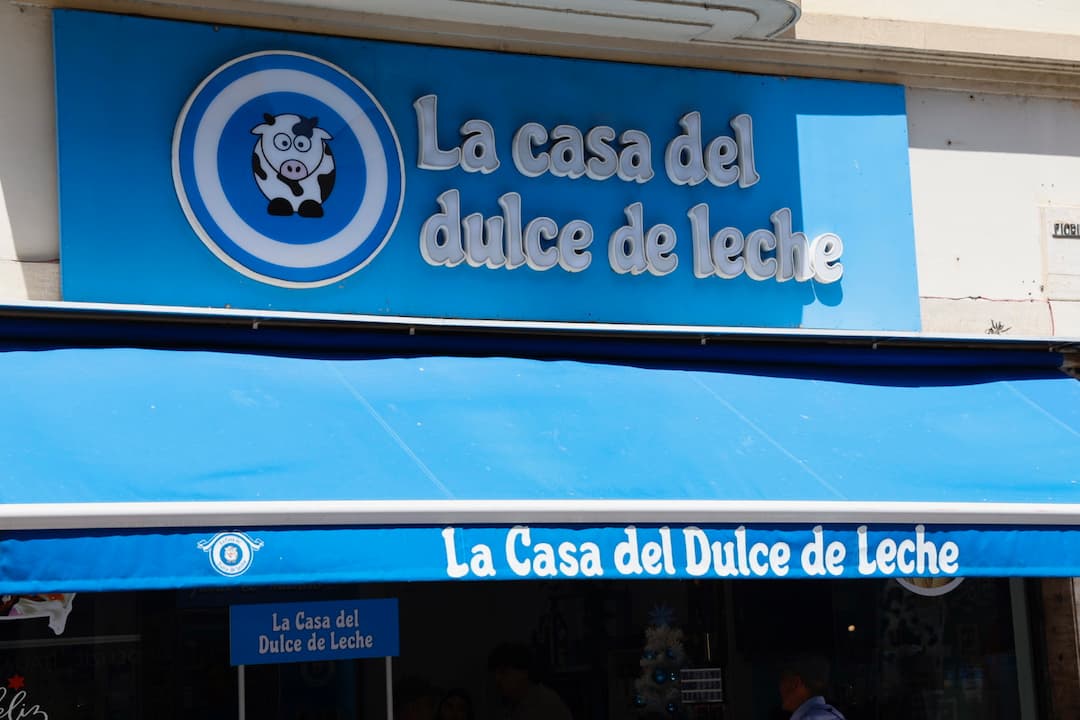 La casa del
dulce de leche
La Casa del Dulce de Leche
La Casa del
Dulce de Leche